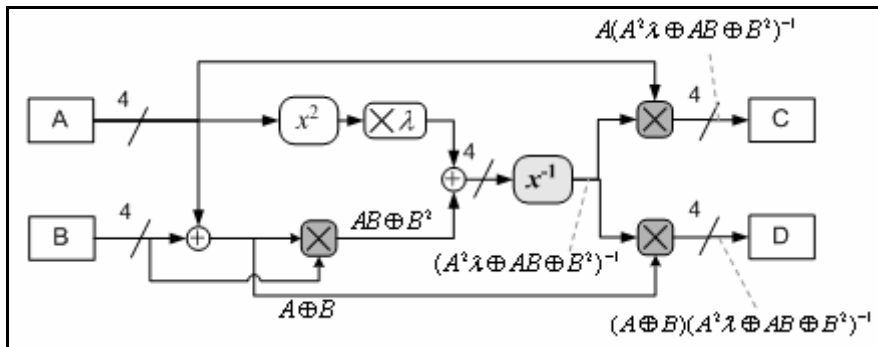 A(A²λ⊕AB⊕B²)⁻¹
4
A
x²
×λ
4
4
C
x⁻¹
4
B
AB⊕B²
4
D
(A²λ⊕AB⊕B²)⁻¹
A⊕B
(A⊕B)(A²λ⊕AB⊕B²)⁻¹